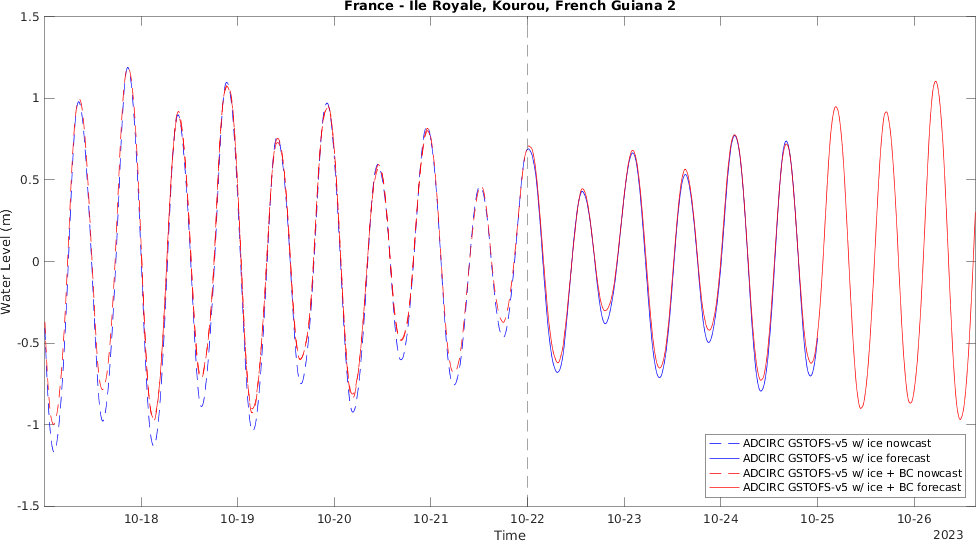 France - Ile Royale, Kourou, French Guiana 2
1.5
1
0.5
0
-0.5
-1
-1.5
Water Level (m)
10-18 10-19 10-20 10-21 10-22 10-23 10-24 10-25 10-26
Time
2023
ADCIRC GSTOFS-v5 w/ ice nowcast
ADCIRC GSTOFS-v5 w/ ice forecast
ADCIRC GSTOFS-v5 w/ ice + BC nowcast
ADCIRC GSTOFS-v5 w/ ice + BC forecast